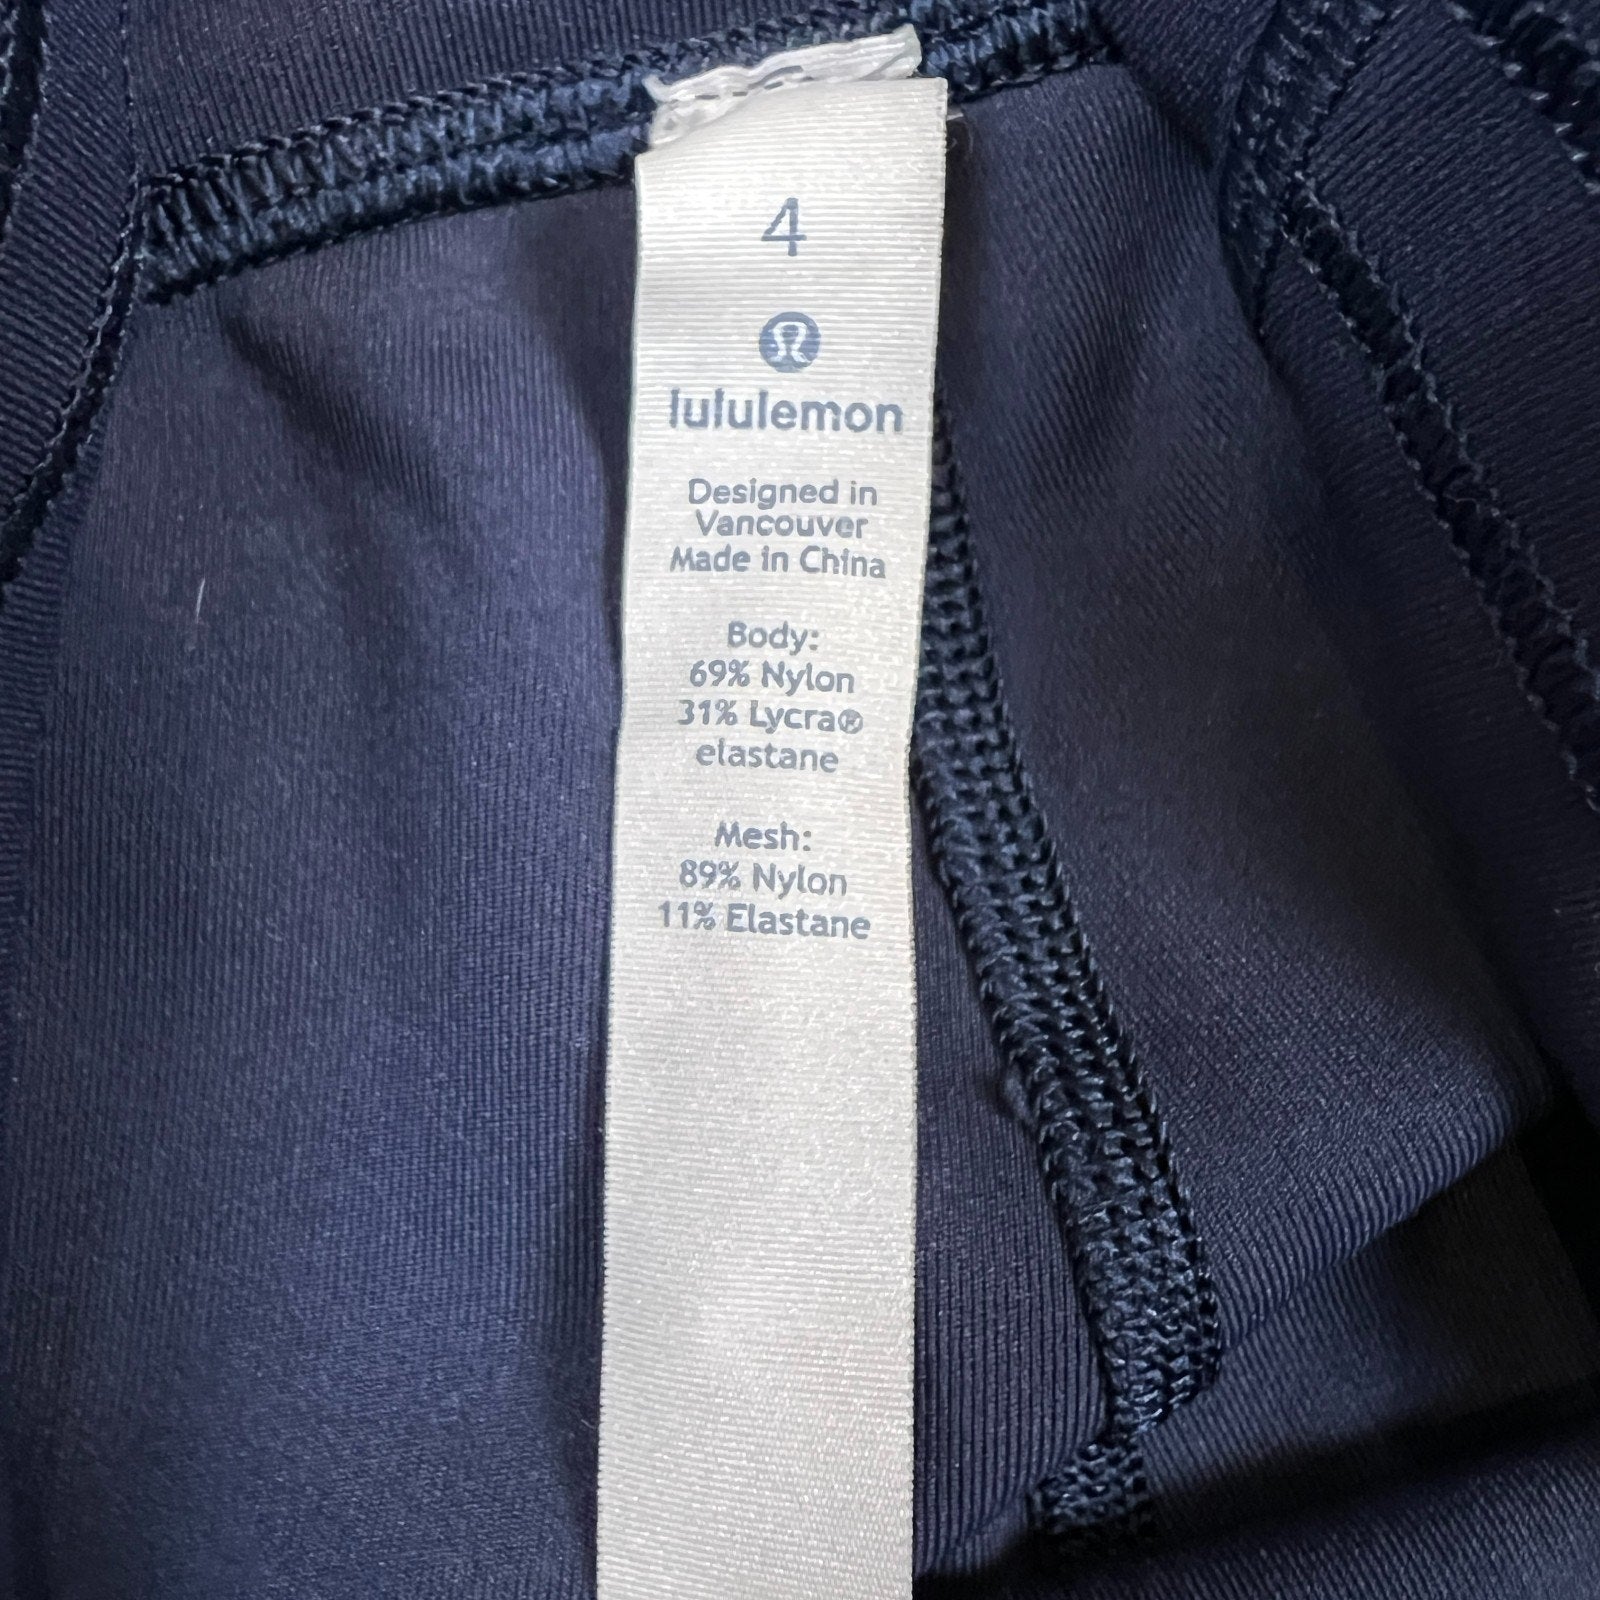 4
lululemon
Designed in
Vancouver
Made in China
Body:
69% Nylon
31% Lycra®
elastane
Mesh:
89% Nylon
11% Elastane